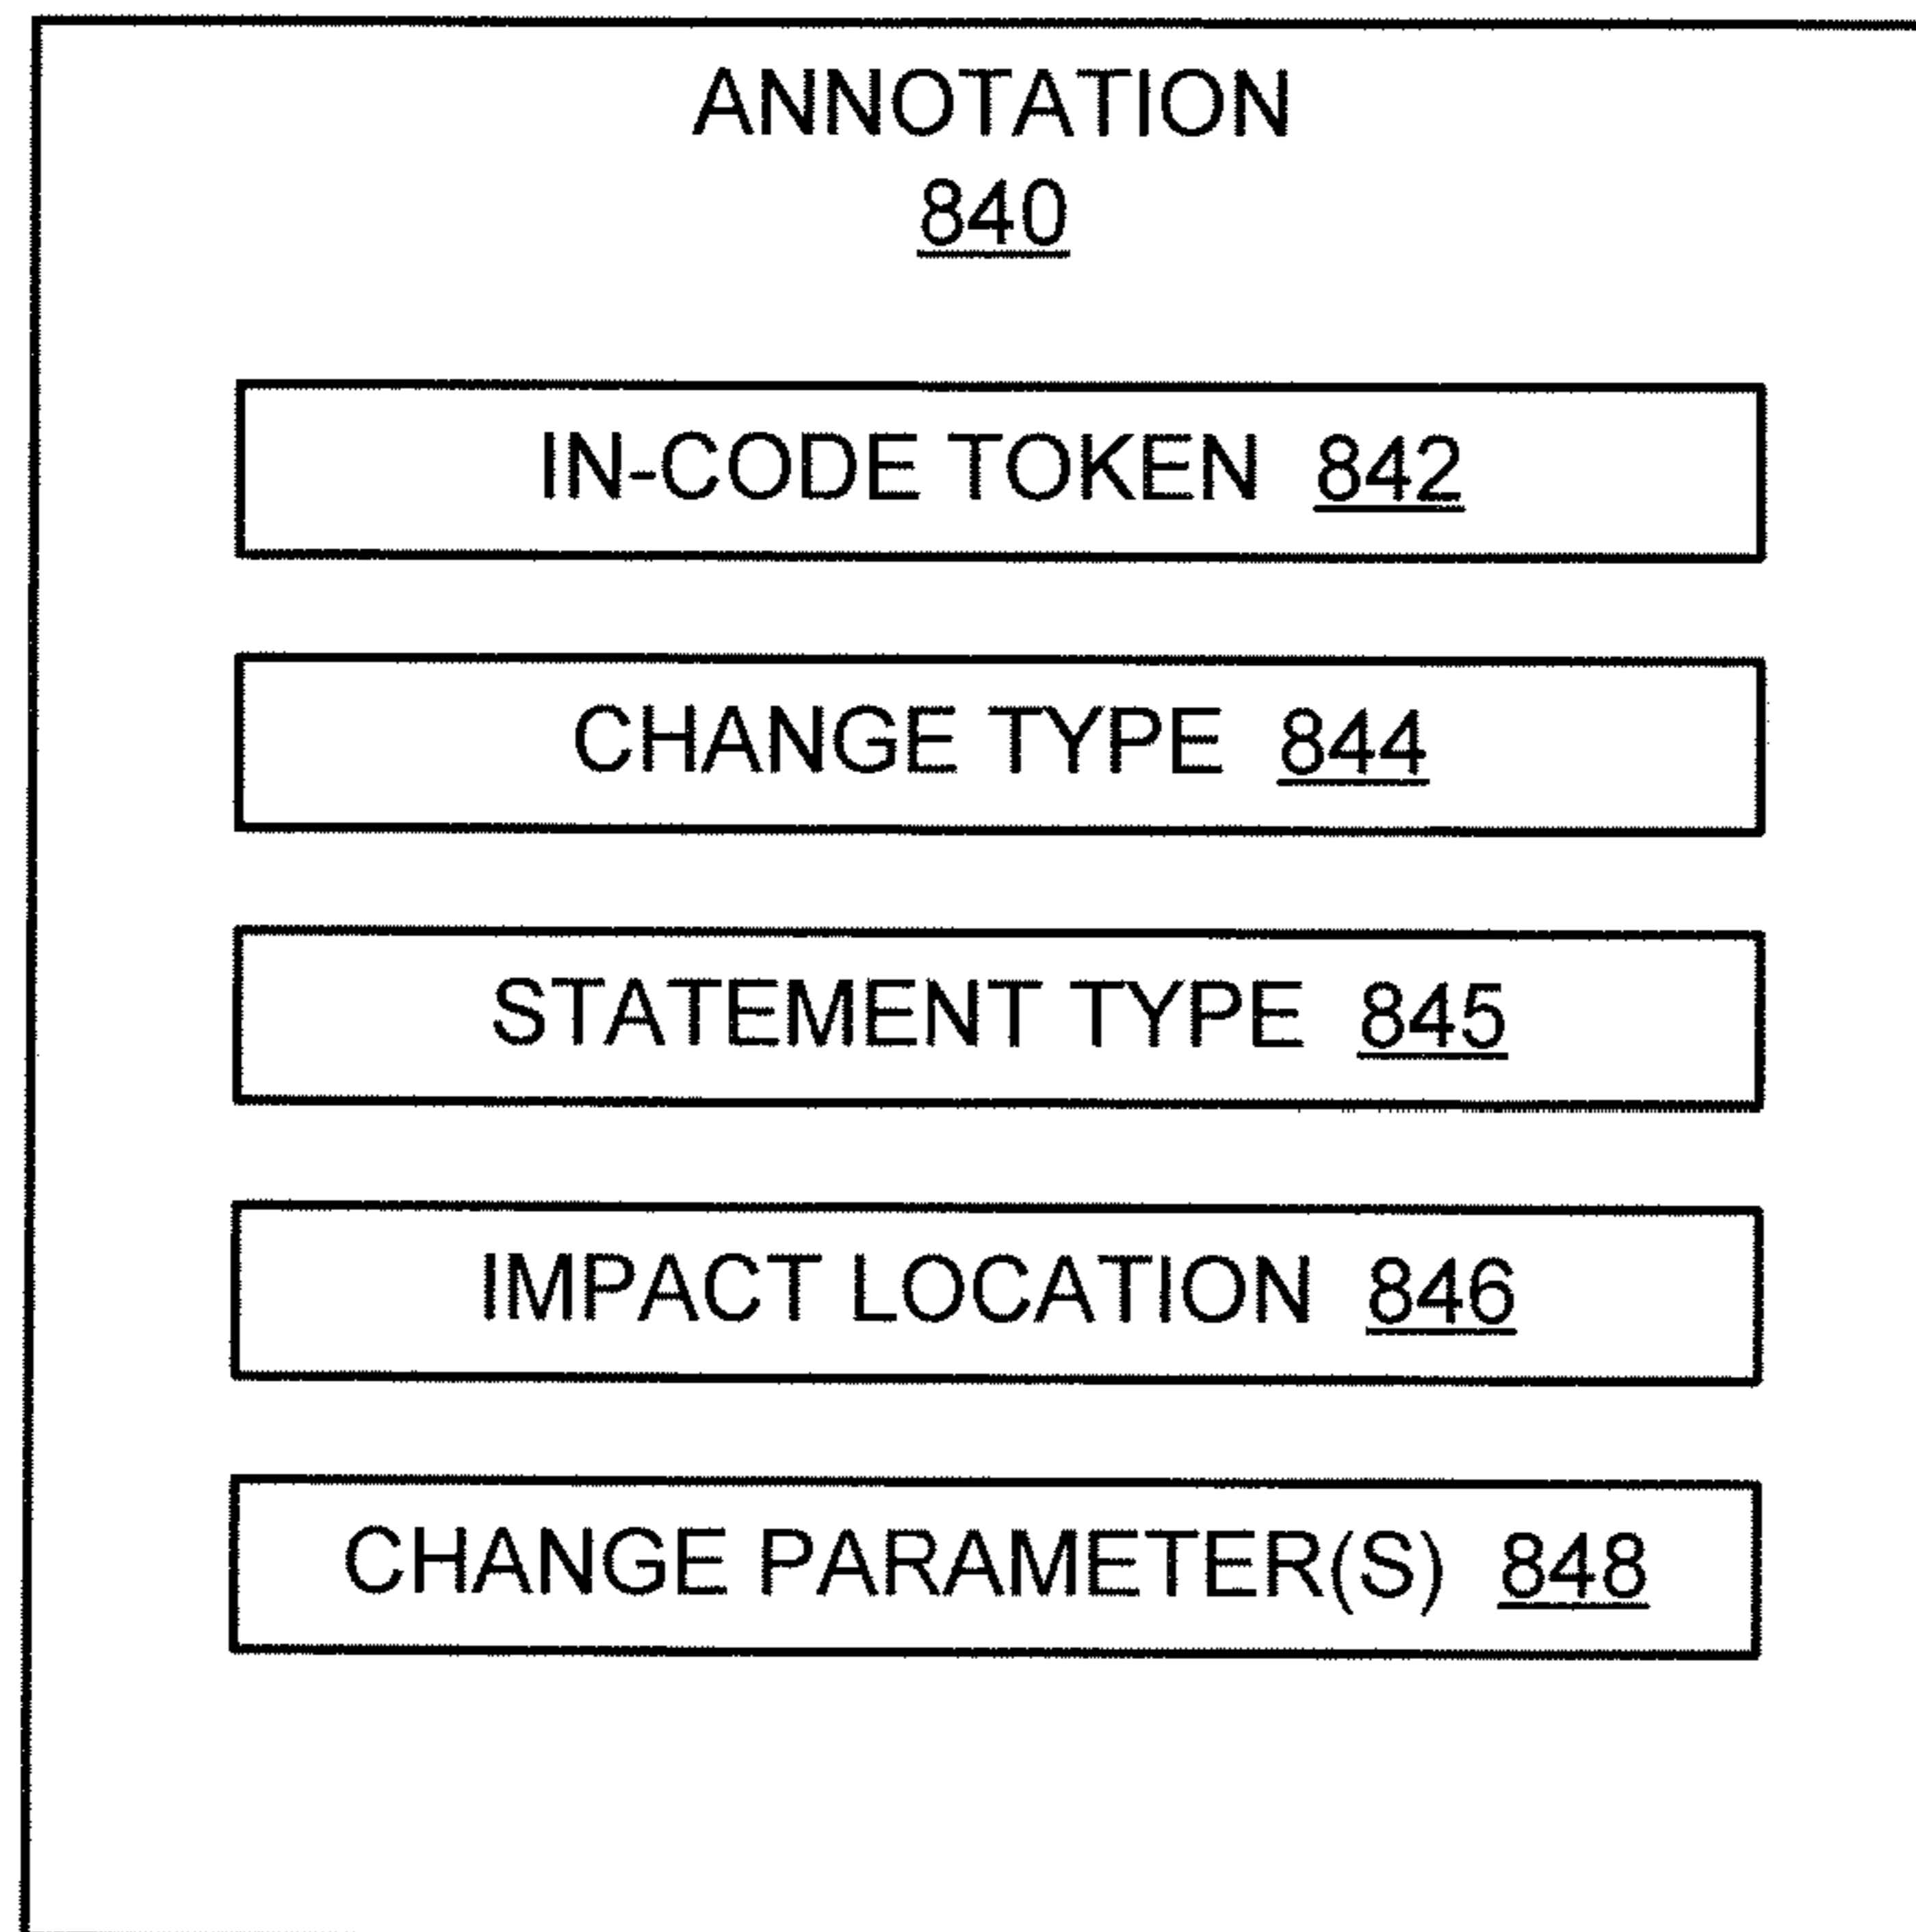 ANNOTATION
840
IN-CODE TOKEN 842
CHANGE TYPE 844
STATEMENT TYPE 845
IMPACT LOCATION 846
CHANGE PARAMETER(S) 848